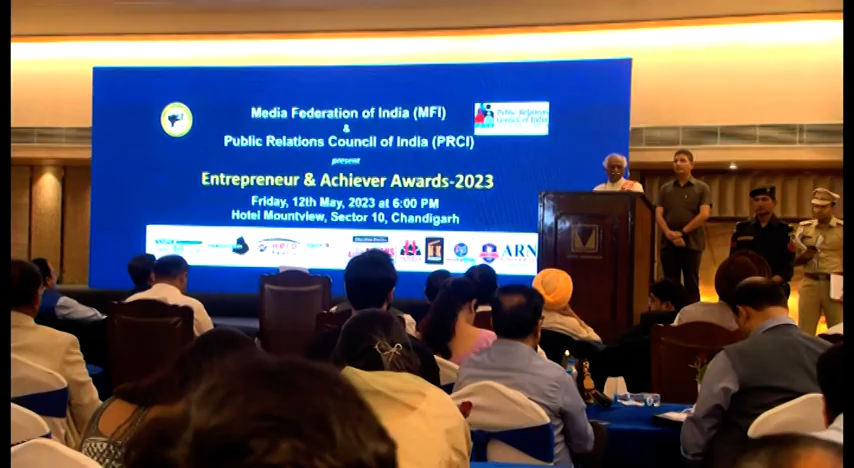 Media Federation of India (MFI)
&
Public Relations Council of India (PRCI)
present
Entrepreneur & Achiever Awards-2023
Friday, 12th May, 2023 at 6:00 PM
Hotel Mountview, Sector 10, Chandigarh
Public Relations
Council of India
ARN